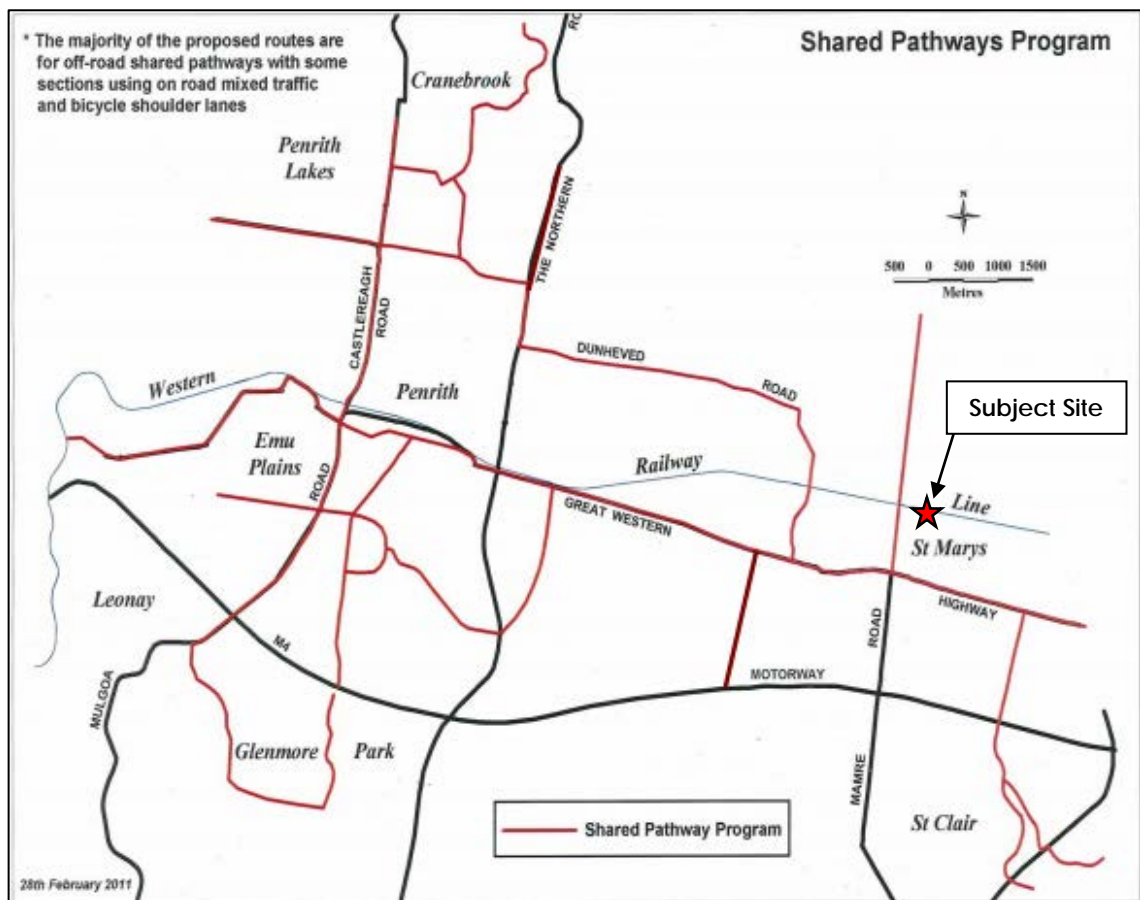 * The majority of the proposed routes are
for off-road shared pathways with some
sections using on road mixed traffic
and bicycle shoulder lanes
Shared Pathways Program
Cranebrook
Penrith
Lakes
N
THE NORTHERN
500 0 500 1000 1500
Metres
CASTLEREAGH
ROAD
DUNHEVED
ROAD
Western
Penrith
Subject Site
Emu
Plains
Railway
Line
ROAD
GREAT WESTERN
St Marys
HIGHWAY
Leonay
M4
ROAD
MOTORWAY
MULGOA
Glenmore
Park
MAMRE
St Clair
Shared Pathway Program
28th February 2011